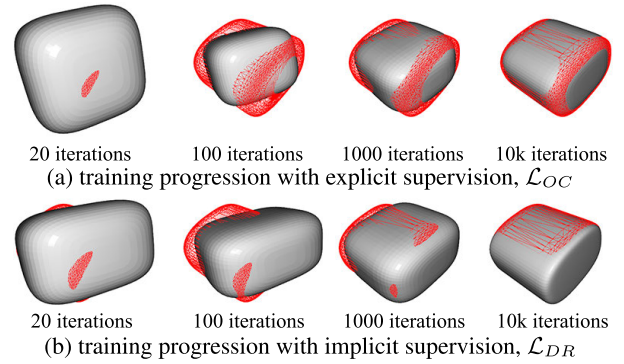 20 iterations 100 iterations 1000 iterations 10k iterations
(a) training progression with explicit supervision, ℒ_OC
20 iterations 100 iterations 1000 iterations 10k iterations
(b) training progression with implicit supervision, ℒ_DR